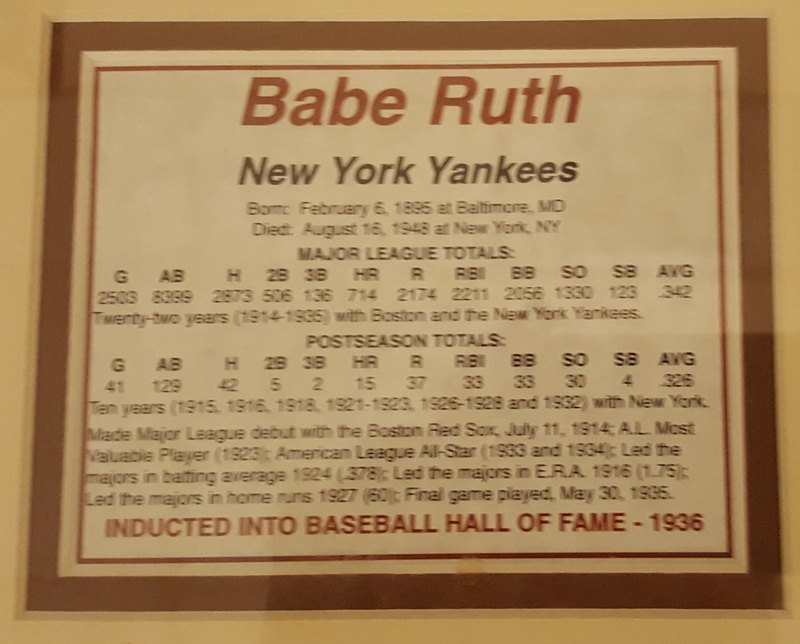 Babe Ruth
New York Yankees
Born: February 6, 1895 at Baltimore, MD
Died: August 16, 1948 at New York, NY
MAJOR LEAGUE TOTALS:
G AB H 2B 3B HR R RBI BB SO SB AVG
2503 8399 2873 506 136 714 2174 2211 2056 1330 123 .342
Twenty-two years (1914-1935) with Boston and the New York Yankees.
POSTSEASON TOTALS:
G AB H 2B 3B HR R RBI BB SO SB AVG
41 129 42 5 2 15 37 33 33 30 4 .326
Ten years (1915, 1916, 1918, 1921-1923, 1926-1928 and 1932) with New York.
Made Major League debut with the Boston Red Sox, July 11, 1914; A.L. Most
Valuable Player (1923); American League All-Star (1933 and 1934); Led the
majors in batting average 1924 (.378); Led the majors in E.R.A. 1916 (1.75);
Led the majors in home runs 1927 (60); Final game played, May 30, 1935.
INDUCTED INTO BASEBALL HALL OF FAME - 1936